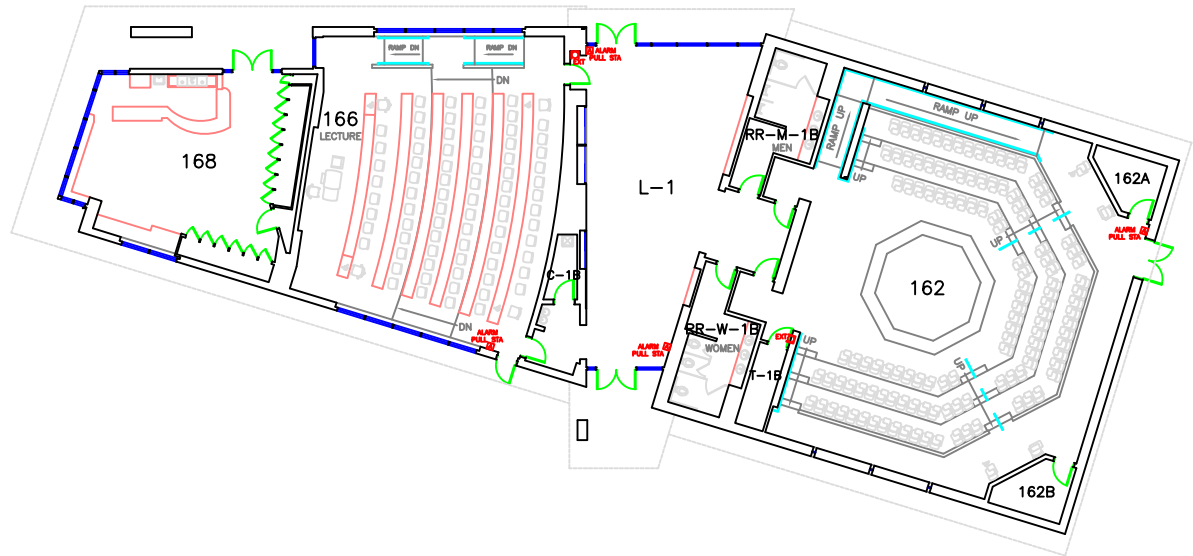 RAMP DN
RAMP DN
EXT
ALARM
PULL STA
DN
166
LECTURE
168
RAMP UP
RAMP UP
RR-M-1B
MEN
L-1
UP
162A
ALARM
PULL STA
UP
C-1B
162
DN
ALARM
PULL STA
ALARM
PULL STA
RR-W-1B
WOMEN
EXT
UP
T-1B
UP
162B